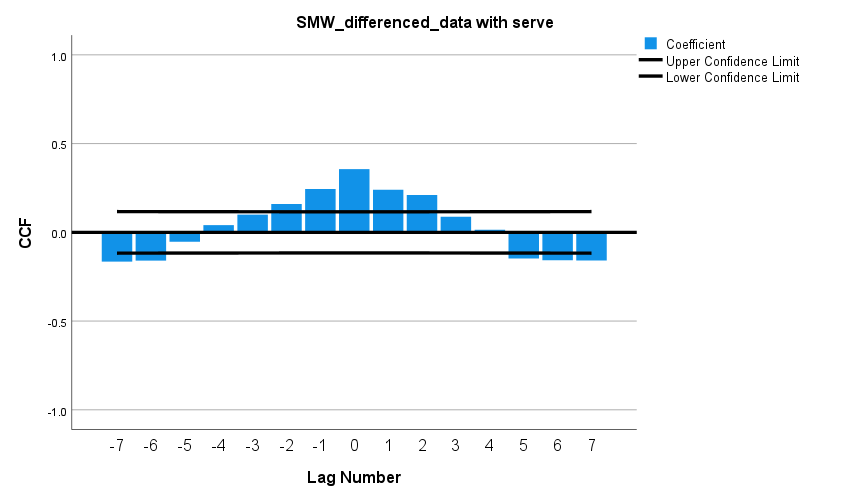 SMW_differenced_data with serve
Coefficient
Upper Confidence Limit
Lower Confidence Limit
1.0
0.5
0.0
-0.5
-1.0
CCF
-7 -6 -5 -4 -3 -2 -1 0 1 2 3 4 5 6 7
Lag Number